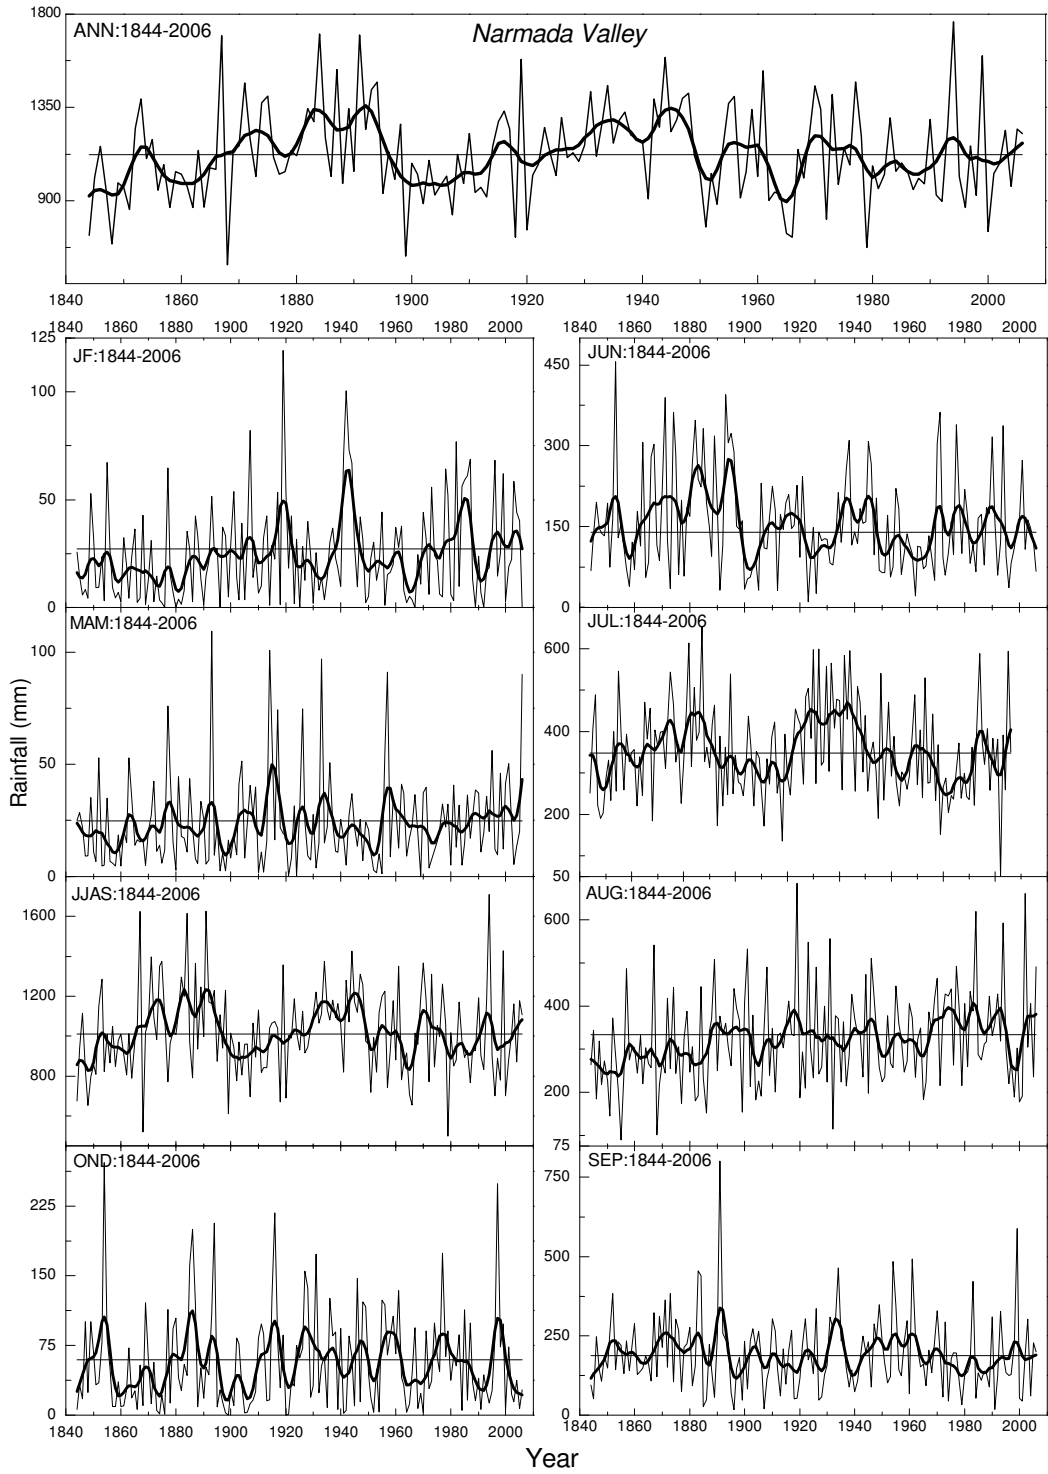 1800
ANN:1844-2006
Narmada Valley
1350
900
1840 1860 1880 1900 1920 1940 1960 1980 2000
1840 1860 1880 1900 1920 1940 1960 1980 2000
1840 1860 1880 1900 1920 1940 1960 1980 2000
125
JF:1844-2006
100
50
0
JUN:1844-2006
450
300
150
0
MAM:1844-2006
100
50
0
JUL:1844-2006
600
400
200
50
Rainfall (mm)
JJAS:1844-2006
1600
1200
800
AUG:1844-2006
600
400
200
75
OND:1844-2006
225
150
75
0
1840 1860 1880 1900 1920 1940 1960 1980 2000
SEP:1844-2006
750
500
250
0
1840 1860 1880 1900 1920 1940 1960 1980 2000
Year